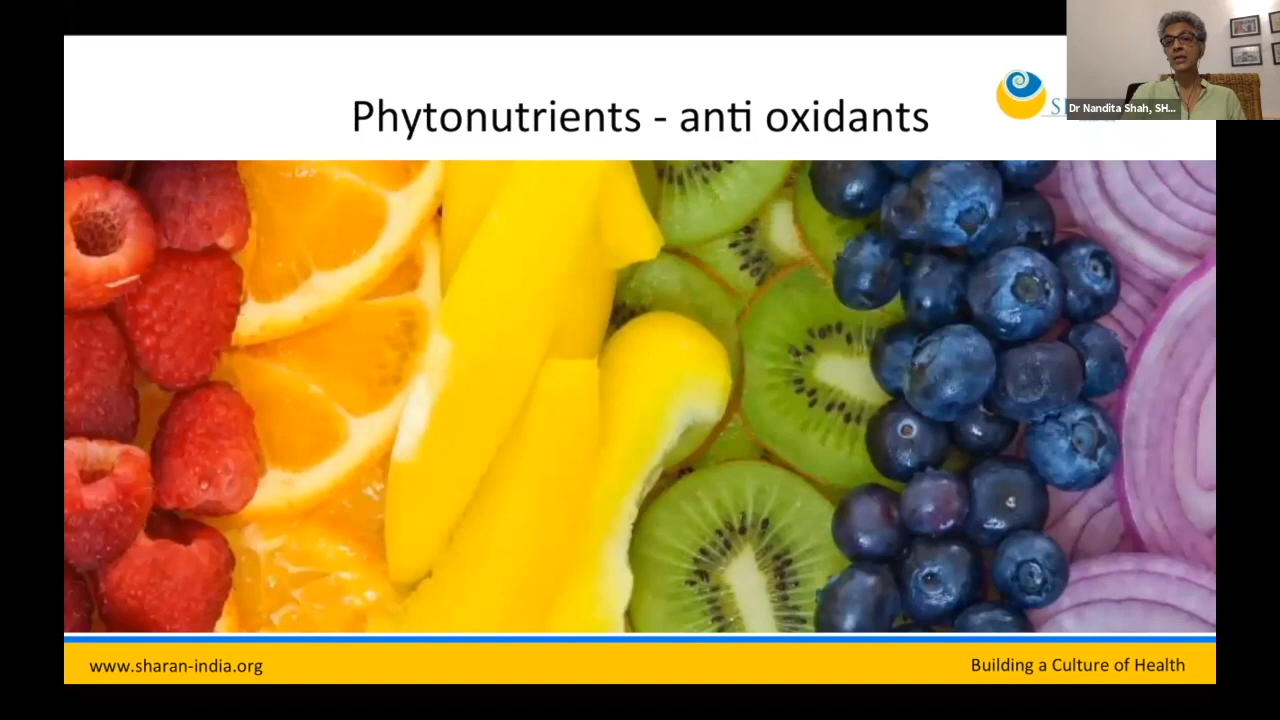 Phytonutrients - anti oxidants
Dr Nandita Shah, SH...
www.sharan-india.org
Building a Culture of Health